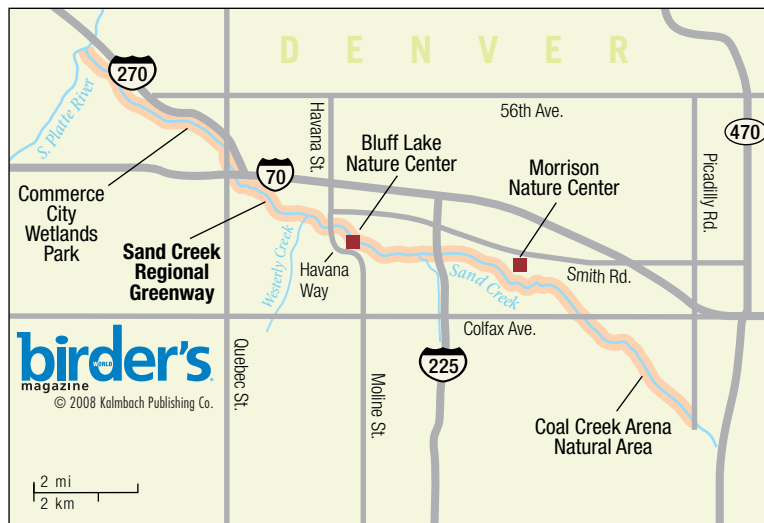 DENVER
270
S. Platte River
Havana St.
56th Ave.
470
Bluff Lake
Nature Center
70
Morrison
Nature Center
Picadilly Rd.
Commerce
City
Wetlands
Park
Sand Creek
Regional
Greenway
Westerly Creek
Havana
Way
Sand Creek
Smith Rd.
Colfax Ave.
birder's
WORLD
magazine
© 2008 Kalmbach Publishing Co.
Quebec St.
Moline St.
225
Coal Creek Arena
Natural Area
2 mi
2 km